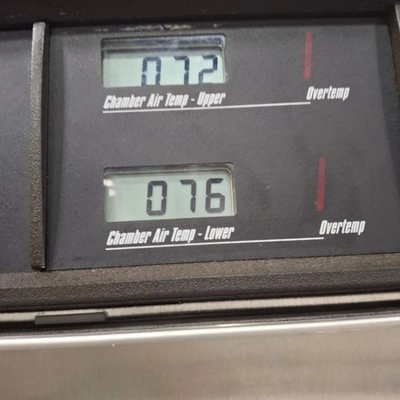 072
Chamber Air Temp - Upper Overtemp
076
Chamber Air Temp - Lower Overtemp